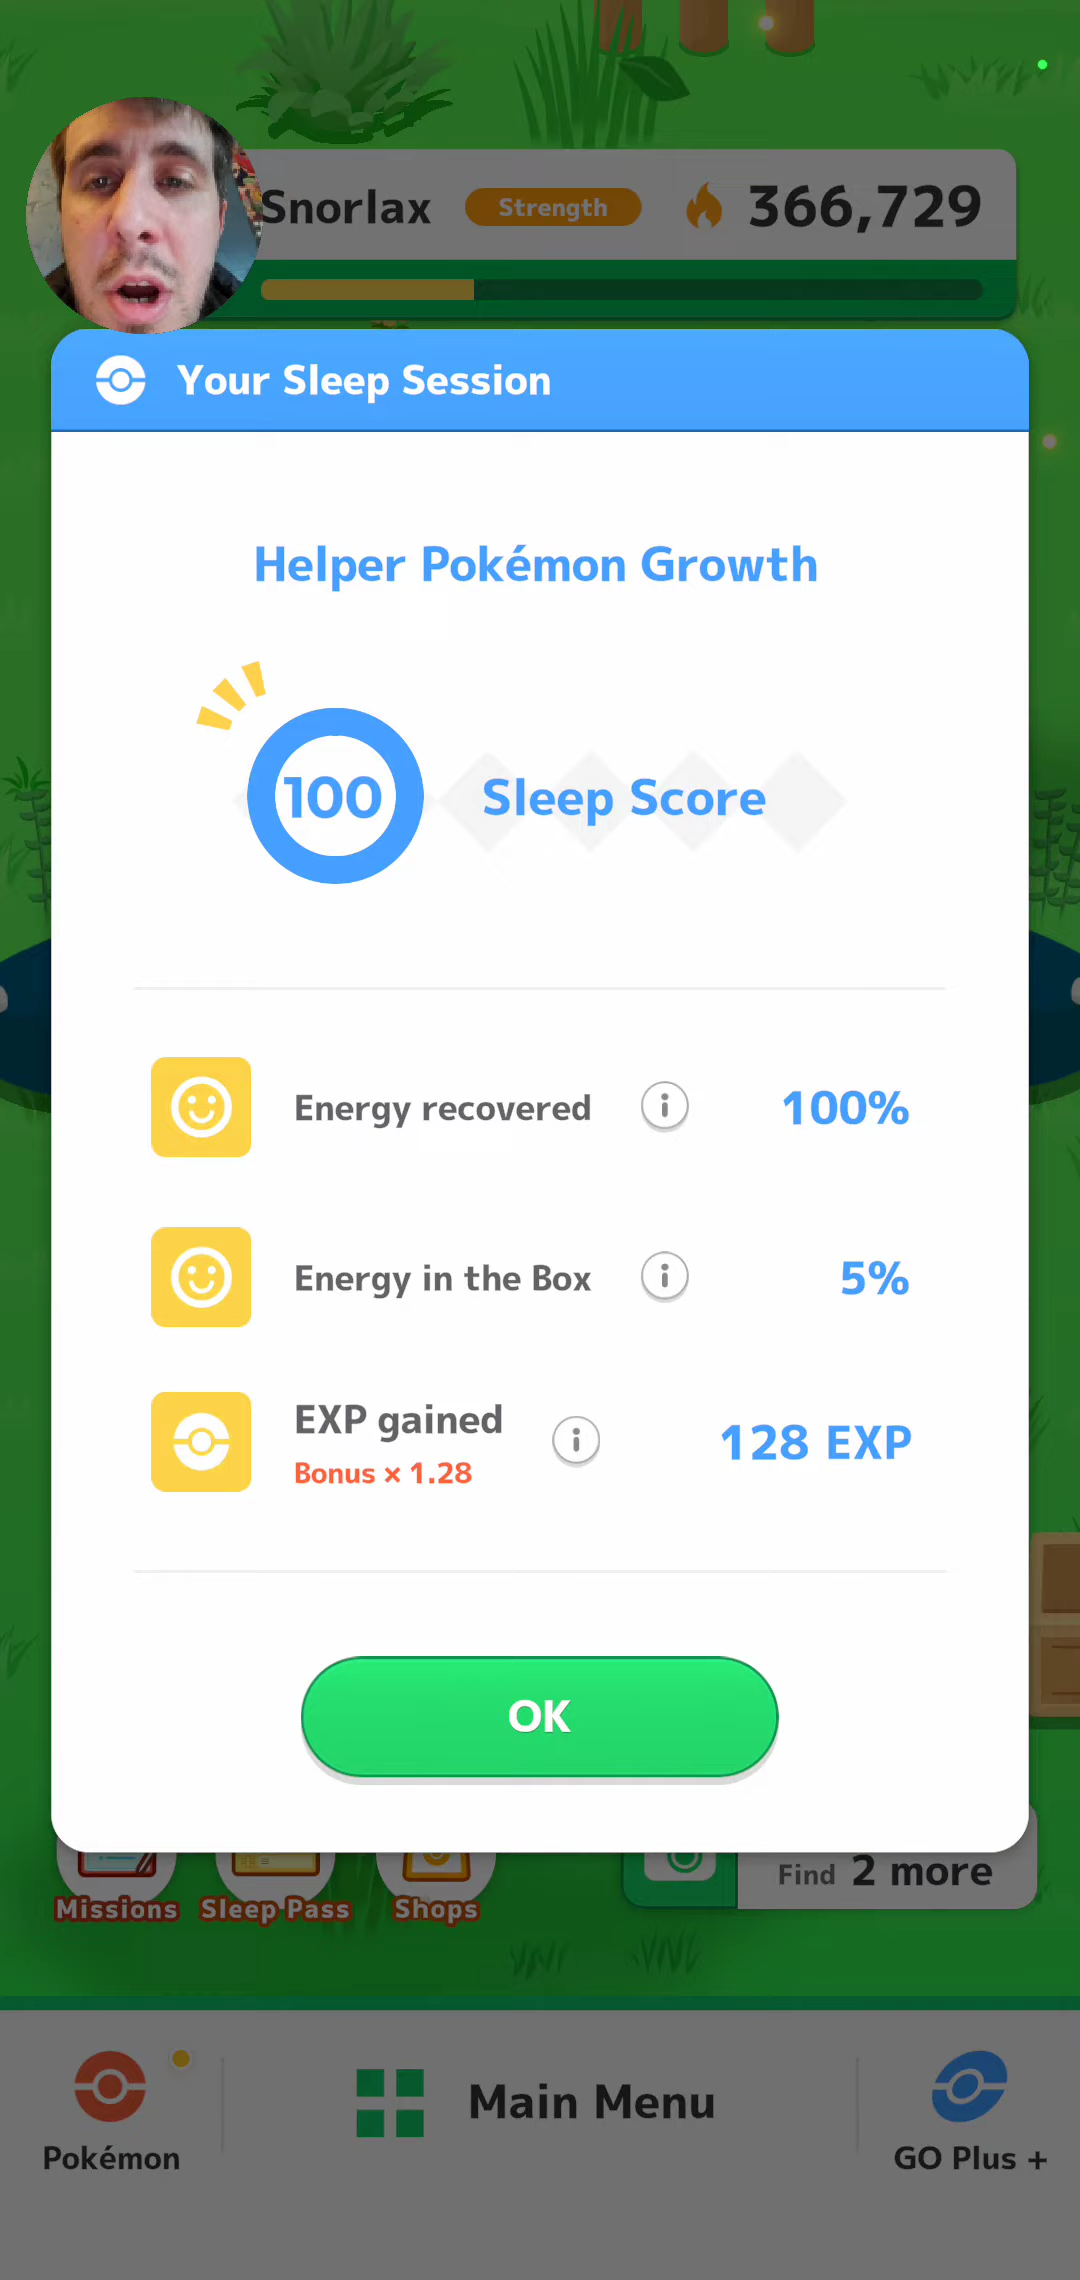 Snorlax Strength 366,729
Your Sleep Session
Helper Pokémon Growth
100 Sleep Score
Energy recovered 100%
Energy in the Box 5%
EXP gained 128 EXP
Bonus × 1.28
OK
Find 2 more
Missions Sleep Pass Shops
Main Menu
Pokémon GO Plus +